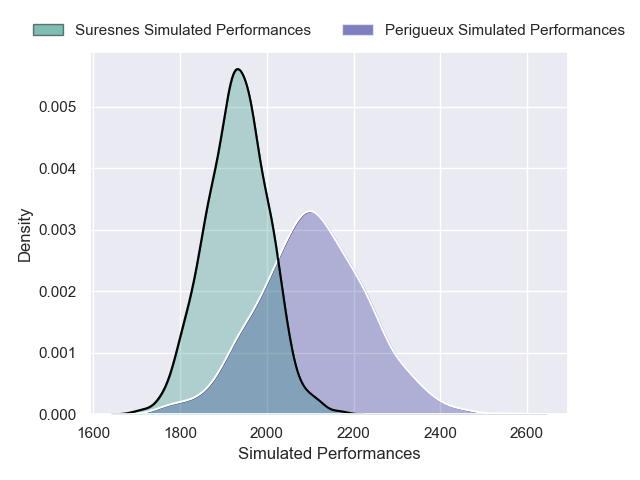 Suresnes Simulated Performances
Perigueux Simulated Performances
Density
0.005
0.004
0.003
0.002
0.001
0.000
1600 1800 2000 2200 2400 2600
Simulated Performances